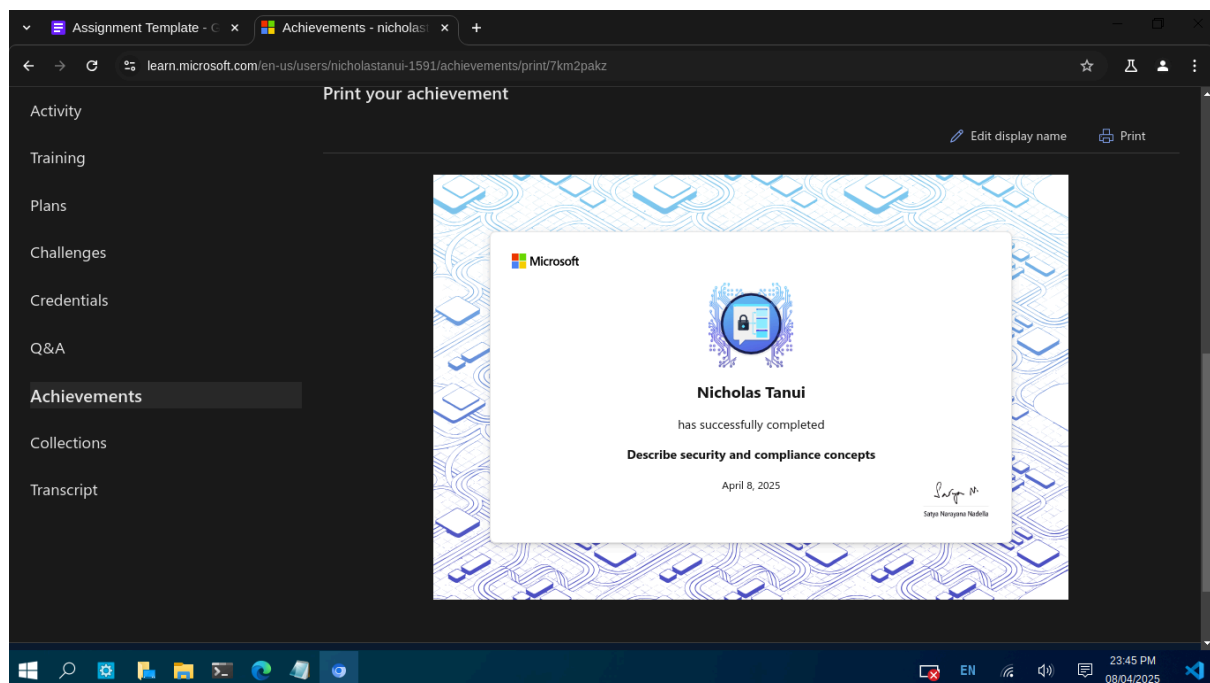 Assignment Template - G
Achievements - nicholast
learn.microsoft.com/en-us/users/nicholastanui-1591/achievements/print/7km2pakz
Print your achievement
Edit display name
Print
Activity
Training
Plans
Challenges
Credentials
Q&A
Achievements
Collections
Transcript
Microsoft
Nicholas Tanui
has successfully completed
Describe security and compliance concepts
April 8, 2025
Satya N.
Satya Narayana Nadella
EN
23:45 PM
08/04/2025